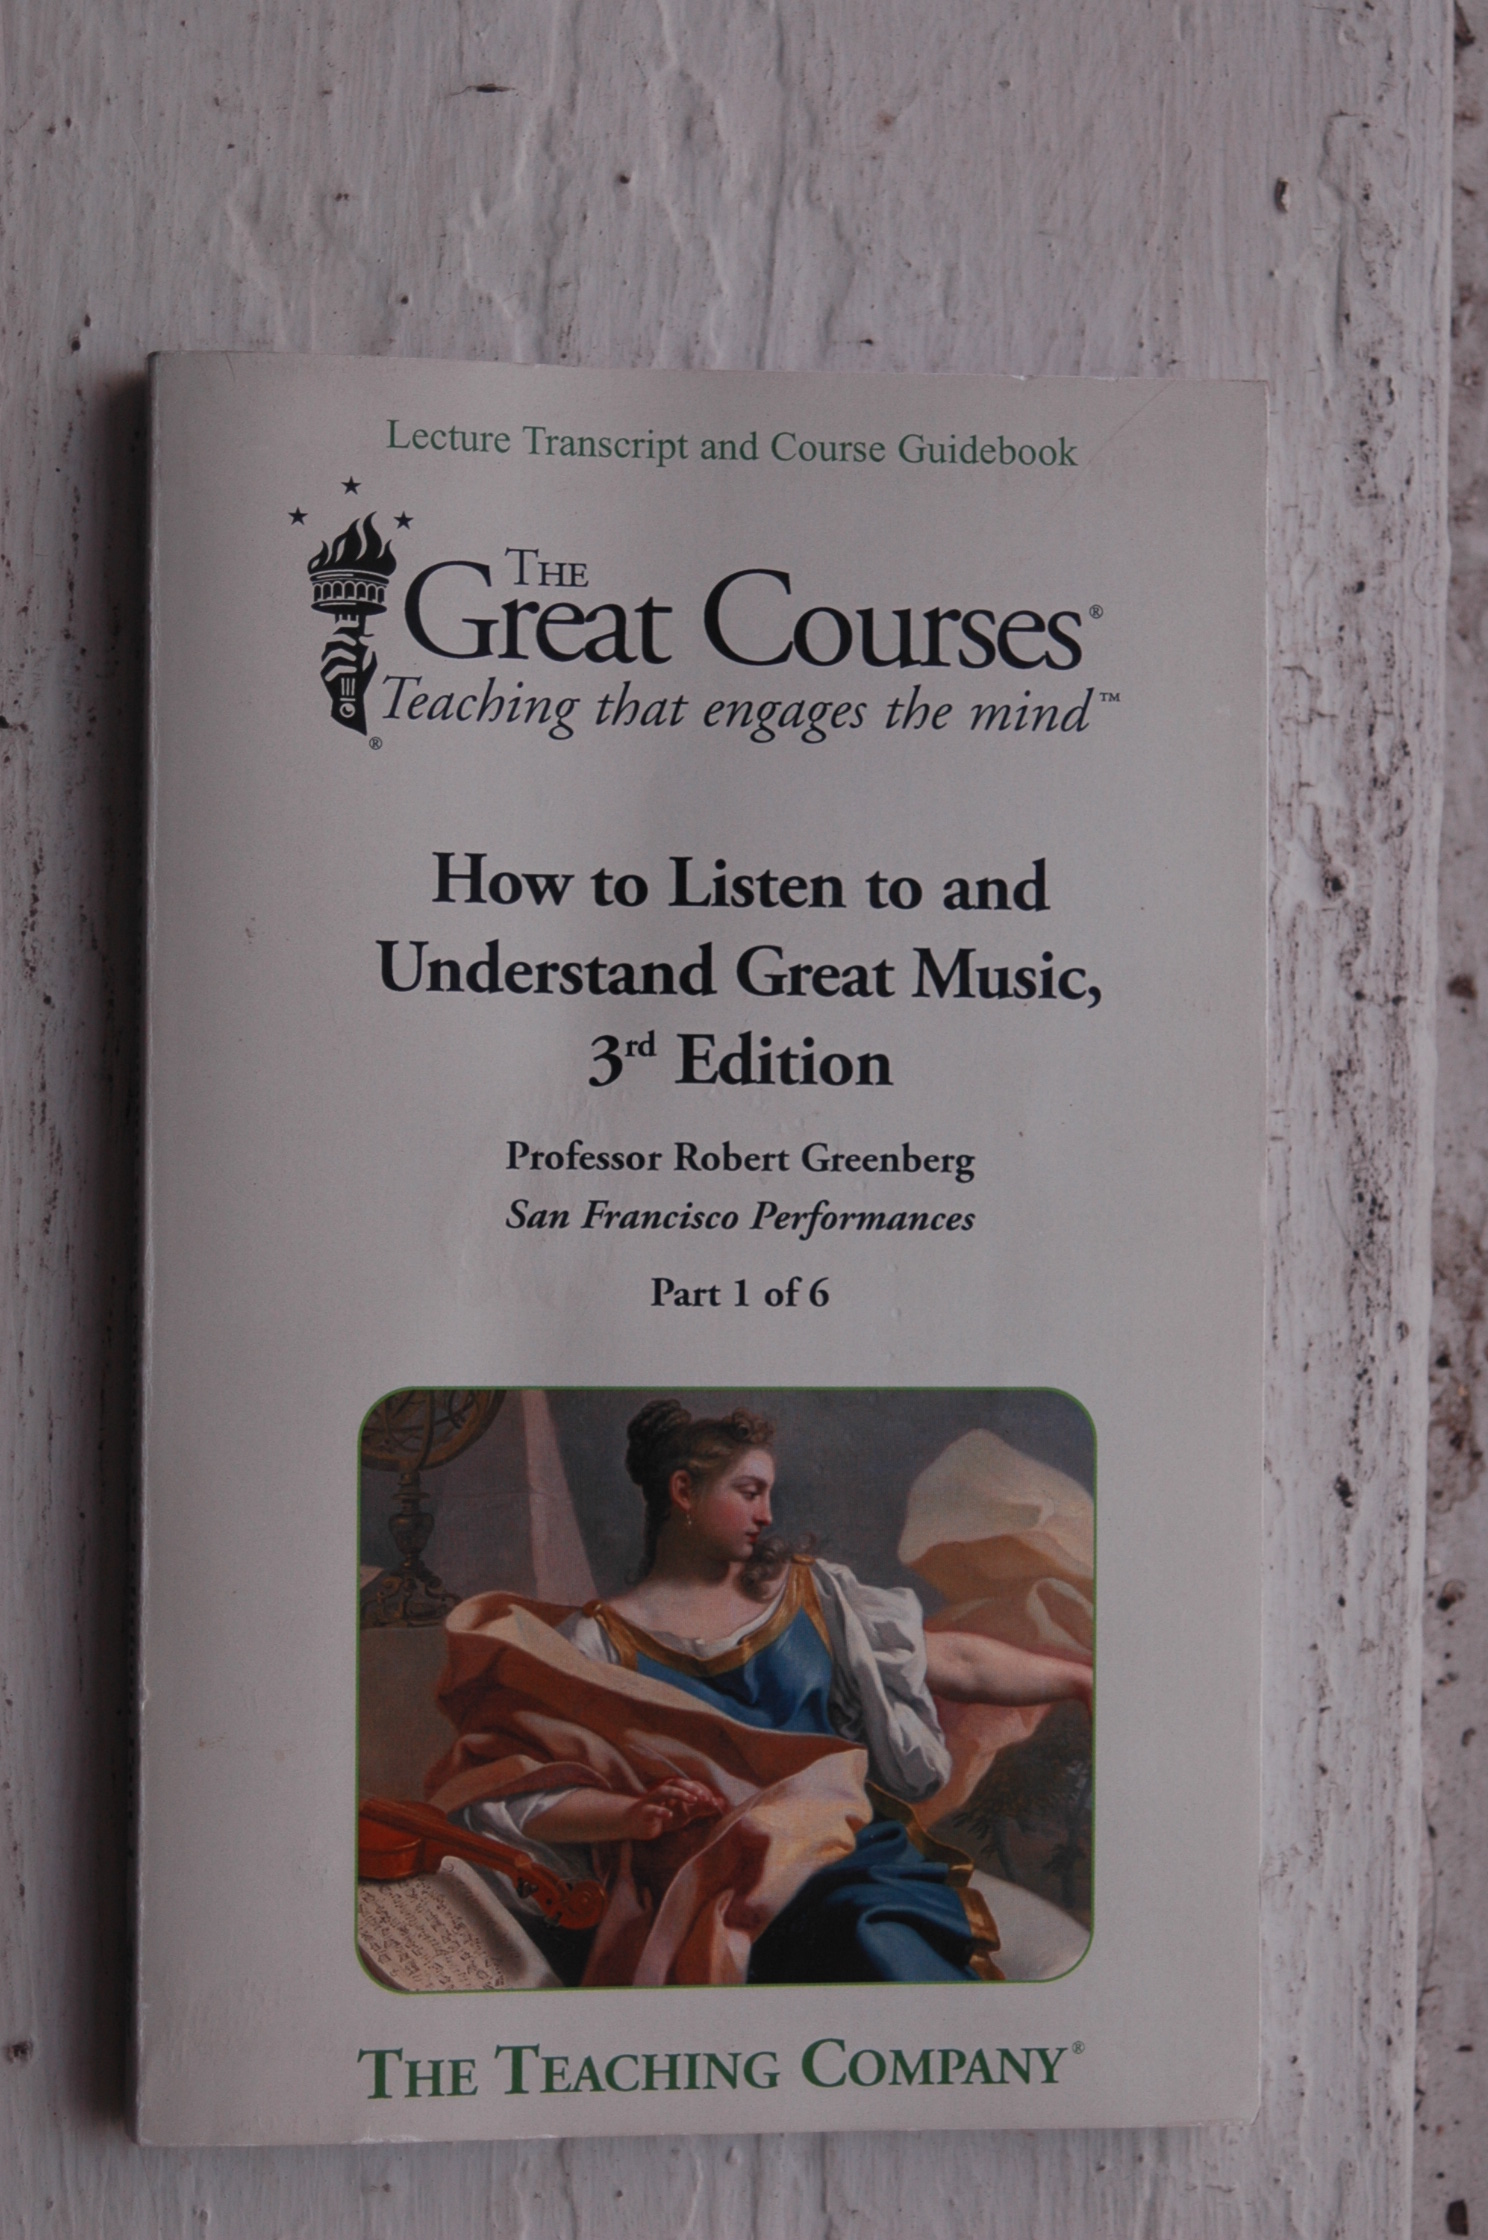 Lecture Transcript and Course Guidebook
THE
Great Courses®
Teaching that engages the mind™
®
How to Listen to and
Understand Great Music,
3rd Edition
Professor Robert Greenberg
San Francisco Performances
Part 1 of 6
THE TEACHING COMPANY®